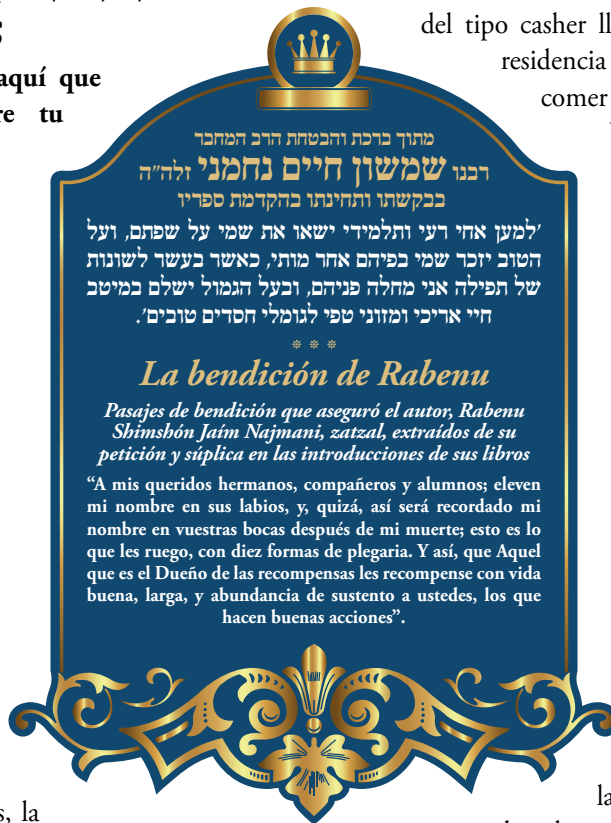 del tipo casher ll
residencia
comer
aquí que
re tu
מתוך ברכת והבטחת הרב המחבר
רבנו שמשון חיים נחמני זלה״ה
בבקשתו ותחינתו בהקדמת ספריו
'למען אחי רעי ותלמידי ישאו את שמי על שפתם, ועל
הטוב יזכר שמי בפיהם אחר מותי, כאשר בעשר לשונות
של תפילה אני מחלה פניהם, ובעל הגמול ישלם במיטב
חיי אריכי ומזוני טפי לגומלי חסדים טובים'.
* * *
La bendición de Rabenu
Pasajes de bendición que aseguró el autor, Rabenu
Shimshón Jaím Najmani, zatzal, extraídos de su
petición y súplica en las introducciones de sus libros
“A mis queridos hermanos, compañeros y alumnos; eleven
mi nombre en sus labios, y, quizá, así será recordado mi
nombre en vuestras bocas después de mi muerte; esto es lo
que les ruego, con diez formas de plegaria. Y así, que Aquel
que es el Dueño de las recompensas les recompense con vida
buena, larga, y abundancia de sustento a ustedes, los que
hacen buenas acciones”.
s, la
la